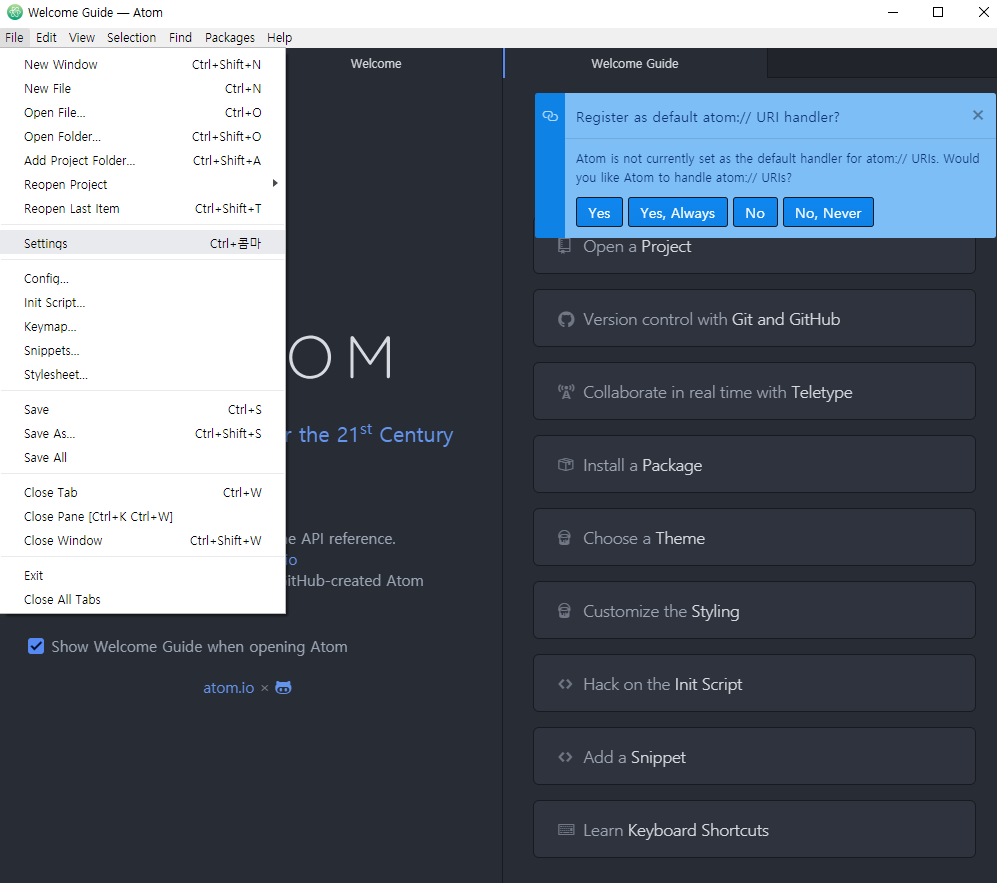 Welcome Guide — Atom
File Edit View Selection Find Packages Help
New Window Ctrl+Shift+N
New File Ctrl+N
Open File... Ctrl+O
Open Folder... Ctrl+Shift+O
Add Project Folder... Ctrl+Shift+A
Reopen Project
Reopen Last Item Ctrl+Shift+T
Settings Ctrl+콤마
Config...
Init Script...
Keymap...
Snippets...
Stylesheet...
Save Ctrl+S
Save As... Ctrl+Shift+S
Save All
Close Tab Ctrl+W
Close Pane [Ctrl+K Ctrl+W]
Close Window Ctrl+Shift+W
Exit
Close All Tabs
Welcome
OM
r the 21st Century
e API reference.
io
itHub-created Atom
Show Welcome Guide when opening Atom
atom.io ×
Welcome Guide
Register as default atom:// URI handler?
Atom is not currently set as the default handler for atom:// URIs. Would
you like Atom to handle atom:// URIs?
Yes Yes, Always No No, Never
Open a Project
Version control with Git and GitHub
Collaborate in real time with Teletype
Install a Package
Choose a Theme
Customize the Styling
Hack on the Init Script
Add a Snippet
Learn Keyboard Shortcuts